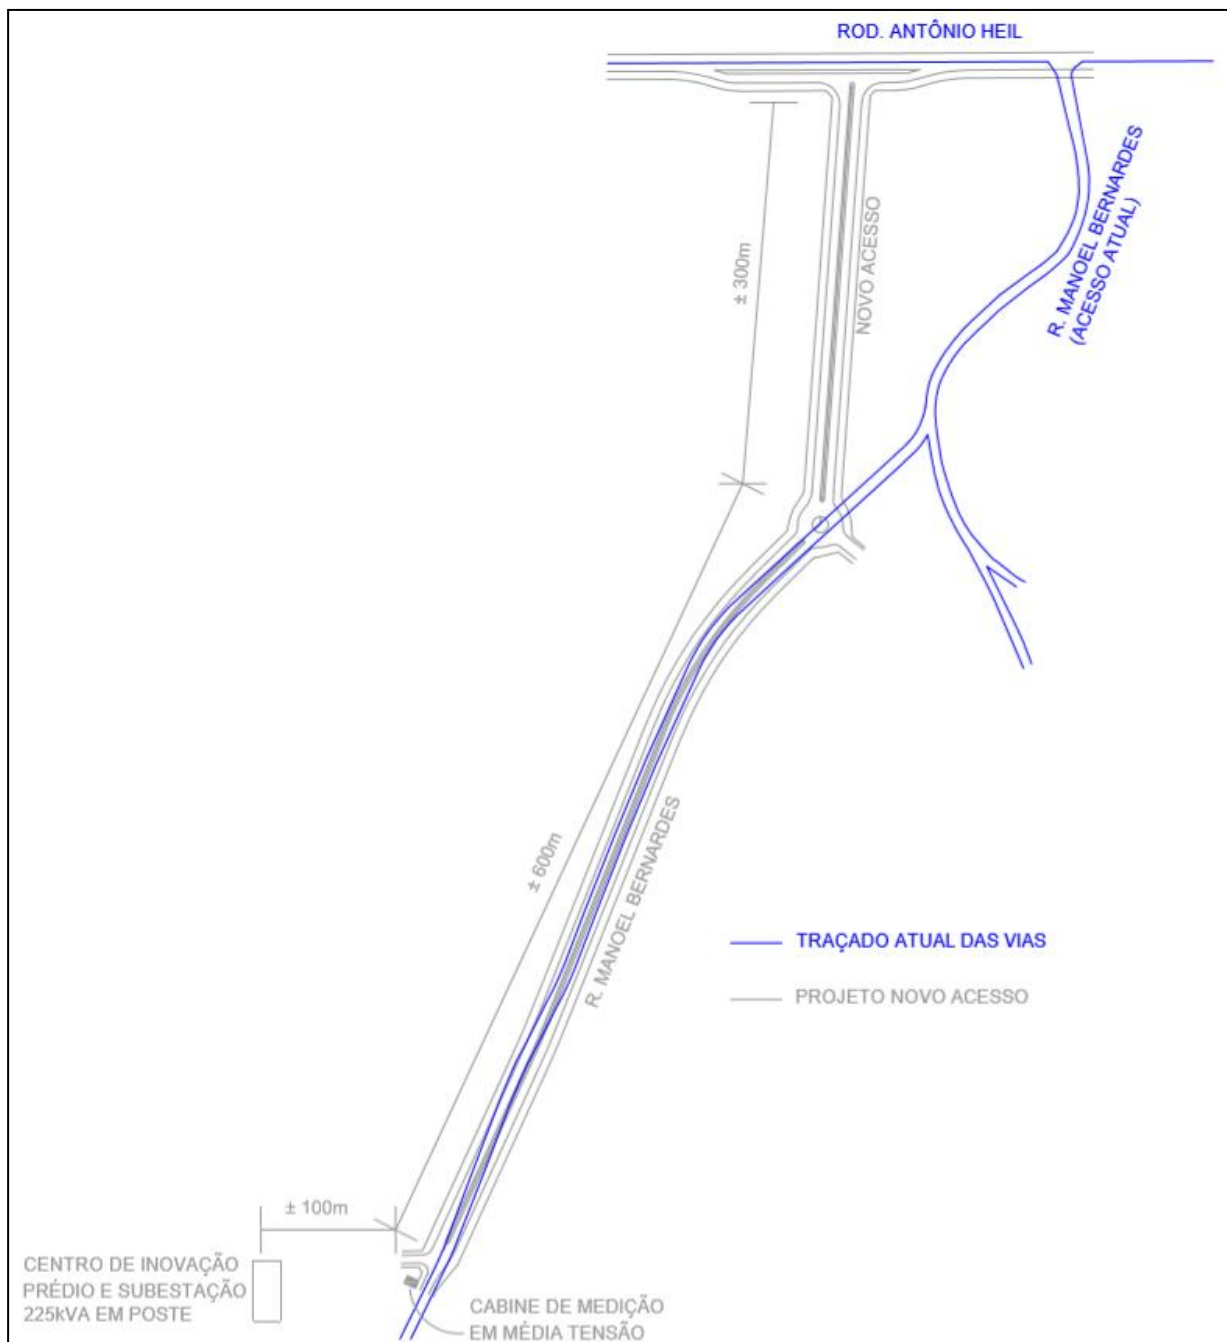 ROD. ANTÔNIO HEIL
R. MANOEL BERNARDES
(ACESSO ATUAL)
NOVO ACESSO
± 300m
± 600m
R. MANOEL BERNARDES
TRAÇADO ATUAL DAS VIAS
PROJETO NOVO ACESSO
± 100m
CENTRO DE INOVAÇÃO
PRÉDIO E SUBESTAÇÃO
225kVA EM POSTE
CABINE DE MEDIÇÃO
EM MÉDIA TENSÃO